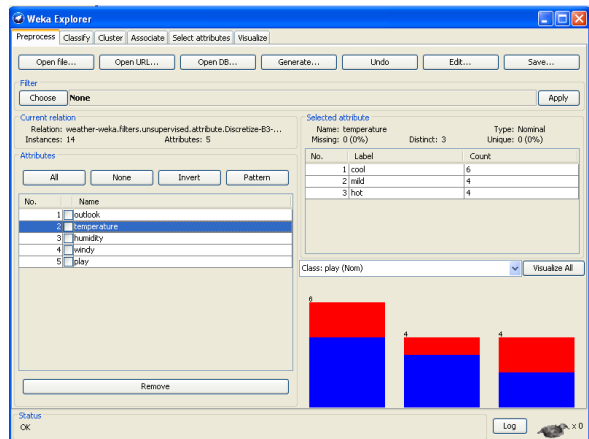 Weka Explorer
Preprocess Classify Cluster Associate Select attributes Visualize
Open file... Open URL... Open DB... Generate... Undo Edit... Save...
Filter
Choose None Apply
Current relation
Relation: weather-weka.filters.unsupervised.attribute.Discretize-B3-...
Instances: 14 Attributes: 5
Selected attribute
Name: temperature Type: Nominal
Missing: 0 (0%) Distinct: 3 Unique: 0 (0%)
No. Label Count
1 cool 6
2 mild 4
3 hot 4
Attributes
All None Invert Pattern
No. Name
1 outlook
2 temperature
3 humidity
4 windy
5 play
Remove
Class: play (Nom) Visualize All
6 4 4
Status
OK
Log x 0